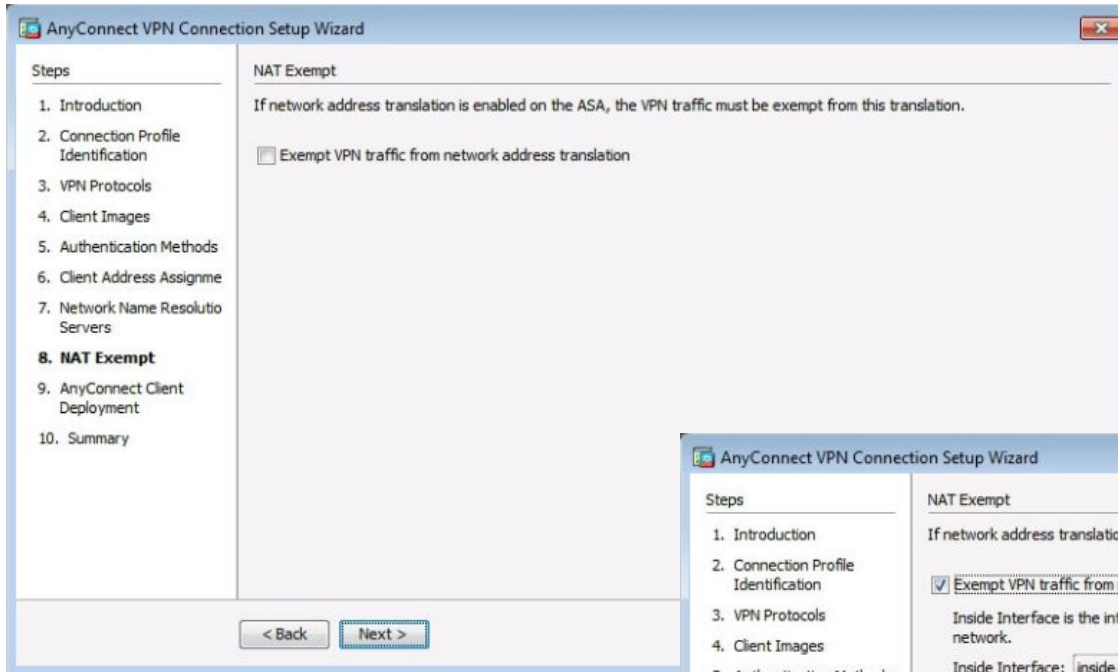 AnyConnect VPN Connection Setup Wizard
Steps
1. Introduction
2. Connection Profile
Identification
3. VPN Protocols
4. Client Images
5. Authentication Methods
6. Client Address Assignme
7. Network Name Resolutio
Servers
8. NAT Exempt
9. AnyConnect Client
Deployment
10. Summary
NAT Exempt
If network address translation is enabled on the ASA, the VPN traffic must be exempt from this translation.
Exempt VPN traffic from network address translation
< Back
Next >
AnyConnect VPN Connection Setup Wizard
Steps
1. Introduction
2. Connection Profile
Identification
3. VPN Protocols
4. Client Images
NAT Exempt
If network address translatio
Exempt VPN traffic from
Inside Interface is the int
network.
Inside Interface: inside